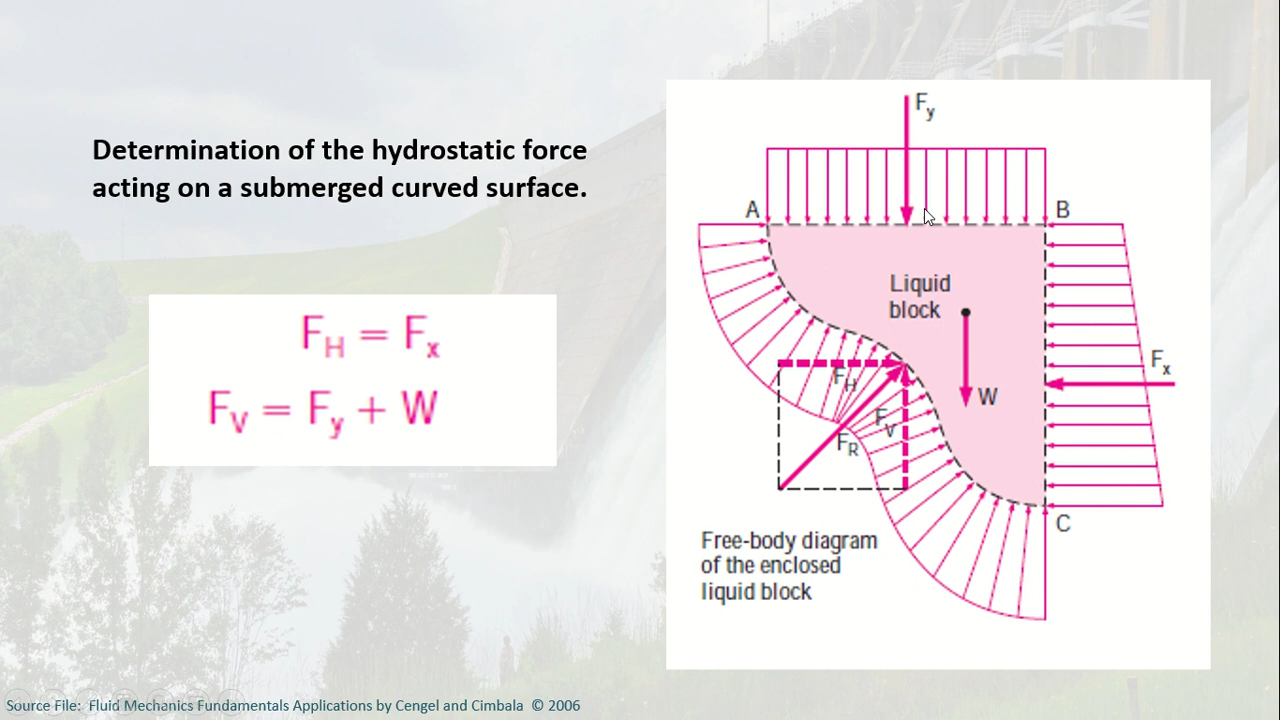 Determination of the hydrostatic force
acting on a submerged curved surface.
F_H = F_x
F_V = F_y + W
F_y
A
B
Liquid
block
F_x
F_H
W
F_V
F_R
C
Free-body diagram
of the enclosed
liquid block
Source File: Fluid Mechanics Fundamentals Applications by Cengel and Cimbala © 2006